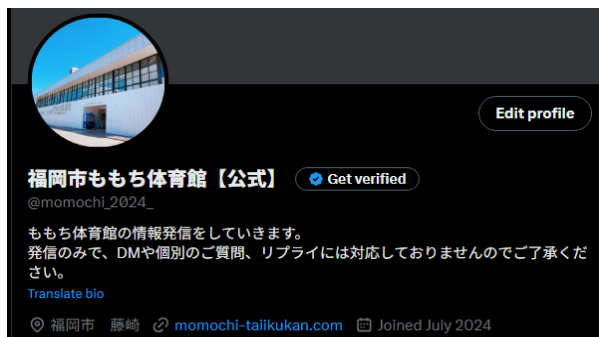 Edit profile
福岡市ももち体育館【公式】 Get verified
@momochi_2024_
ももち体育館の情報発信をしていきます。
発信のみで、DMや個別のご質問、リプライには対応しておりませんのでご了承くだ
さい。
Translate bio
福岡市 藤崎 momochi-taiikukan.com Joined July 2024